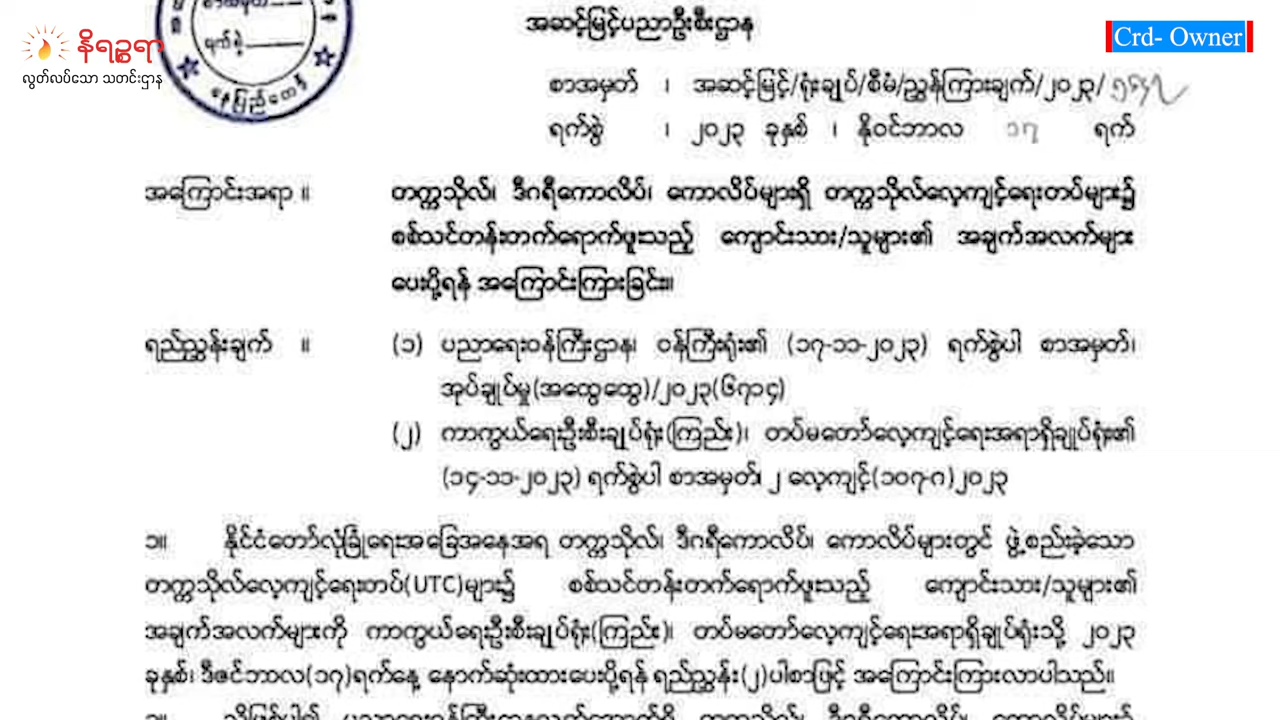 နိရဉ္စရာ
လွတ်လပ်သော သတင်းဌာန
Crd- Owner
စာအမှတ်
ရက်စွဲ
နေပြည်တော်
အဆင့်မြင့်ပညာဦးစီးဌာန
စာအမှတ် ၊ အဆင့်မြင့်/ရုံးချုပ်/စီမံ/ညွှန်ကြားချက်/၂၀၂၃/
ရက်စွဲ ၊ ၂၀၂၃ ခုနှစ် ၊ နိုဝင်ဘာလ ၁၇ ရက်
အကြောင်းအရာ ။ တက္ကသိုလ်၊ ဒီဂရီကောလိပ်၊ ကောလိပ်များရှိ တက္ကသိုလ်လေ့ကျင့်ရေးတပ်များ၌
စစ်သင်တန်းတက်ရောက်ဖူးသည့် ကျောင်းသား/သူများ၏ အချက်အလက်များ
ပေးပို့ရန် အကြောင်းကြားခြင်း။
ရည်ညွှန်းချက် ။ (၁) ပညာရေးဝန်ကြီးဌာန၊ ဝန်ကြီးရုံး၏ (၁၇-၁၁-၂၀၂၃) ရက်စွဲပါ စာအမှတ်၊
အုပ်ချုပ်မှု(အထွေထွေ)/၂၀၂၃(၆၇၁၄)
(၂) ကာကွယ်ရေးဦးစီးချုပ်ရုံး(ကြည်း)၊ တပ်မတော်လေ့ကျင့်ရေးအရာရှိချုပ်ရုံး၏
(၁၄-၁၁-၂၀၂၃) ရက်စွဲပါ စာအမှတ်၊ ၂ လေ့ကျင့်(၁၀၇-ဂ)၂၀၂၃
၁။ နိုင်ငံတော်လုံခြုံရေးအခြေအနေအရ တက္ကသိုလ်၊ ဒီဂရီကောလိပ်၊ ကောလိပ်များတွင် ဖွဲ့စည်းခဲ့သော
တက္ကသိုလ်လေ့ကျင့်ရေးတပ်(UTC)များ၌ စစ်သင်တန်းတက်ရောက်ဖူးသည့် ကျောင်းသား/သူများ၏
အချက်အလက်များကို ကာကွယ်ရေးဦးစီးချုပ်ရုံး(ကြည်း)၊ တပ်မတော်လေ့ကျင့်ရေးအရာရှိချုပ်ရုံးသို့ ၂၀၂၃
ခုနှစ်၊ ဒီဇင်ဘာလ(၁၇)ရက်နေ့ နောက်ဆုံးထားပေးပို့ရန် ရည်ညွှန်း(၂)ပါစာဖြင့် အကြောင်းကြားလာပါသည်။